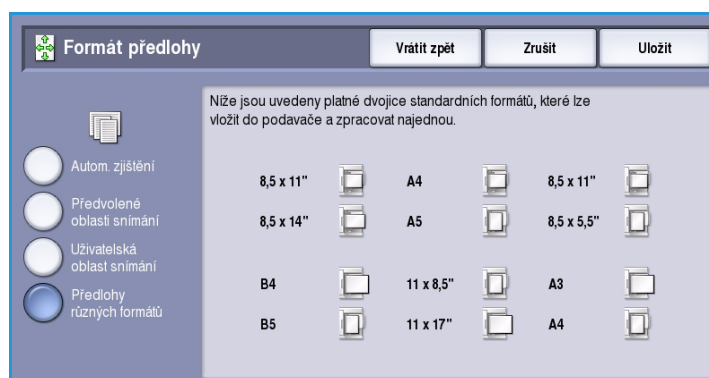 Formát předlohy
Vrátit zpět
Zrušit
Uložit
Níže jsou uvedeny platné dvojice standardních formátů, které lze
vložit do podavače a zpracovat najednou.
Autom. zjištění
Předvolené
oblasti snímání
Uživatelská
oblast snímání
Předlohy
různých formátů
8,5 x 11" A4 8,5 x 11"
8,5 x 14" A5 8,5 x 5,5"
B4 11 x 8,5" A3
B5 11 x 17" A4